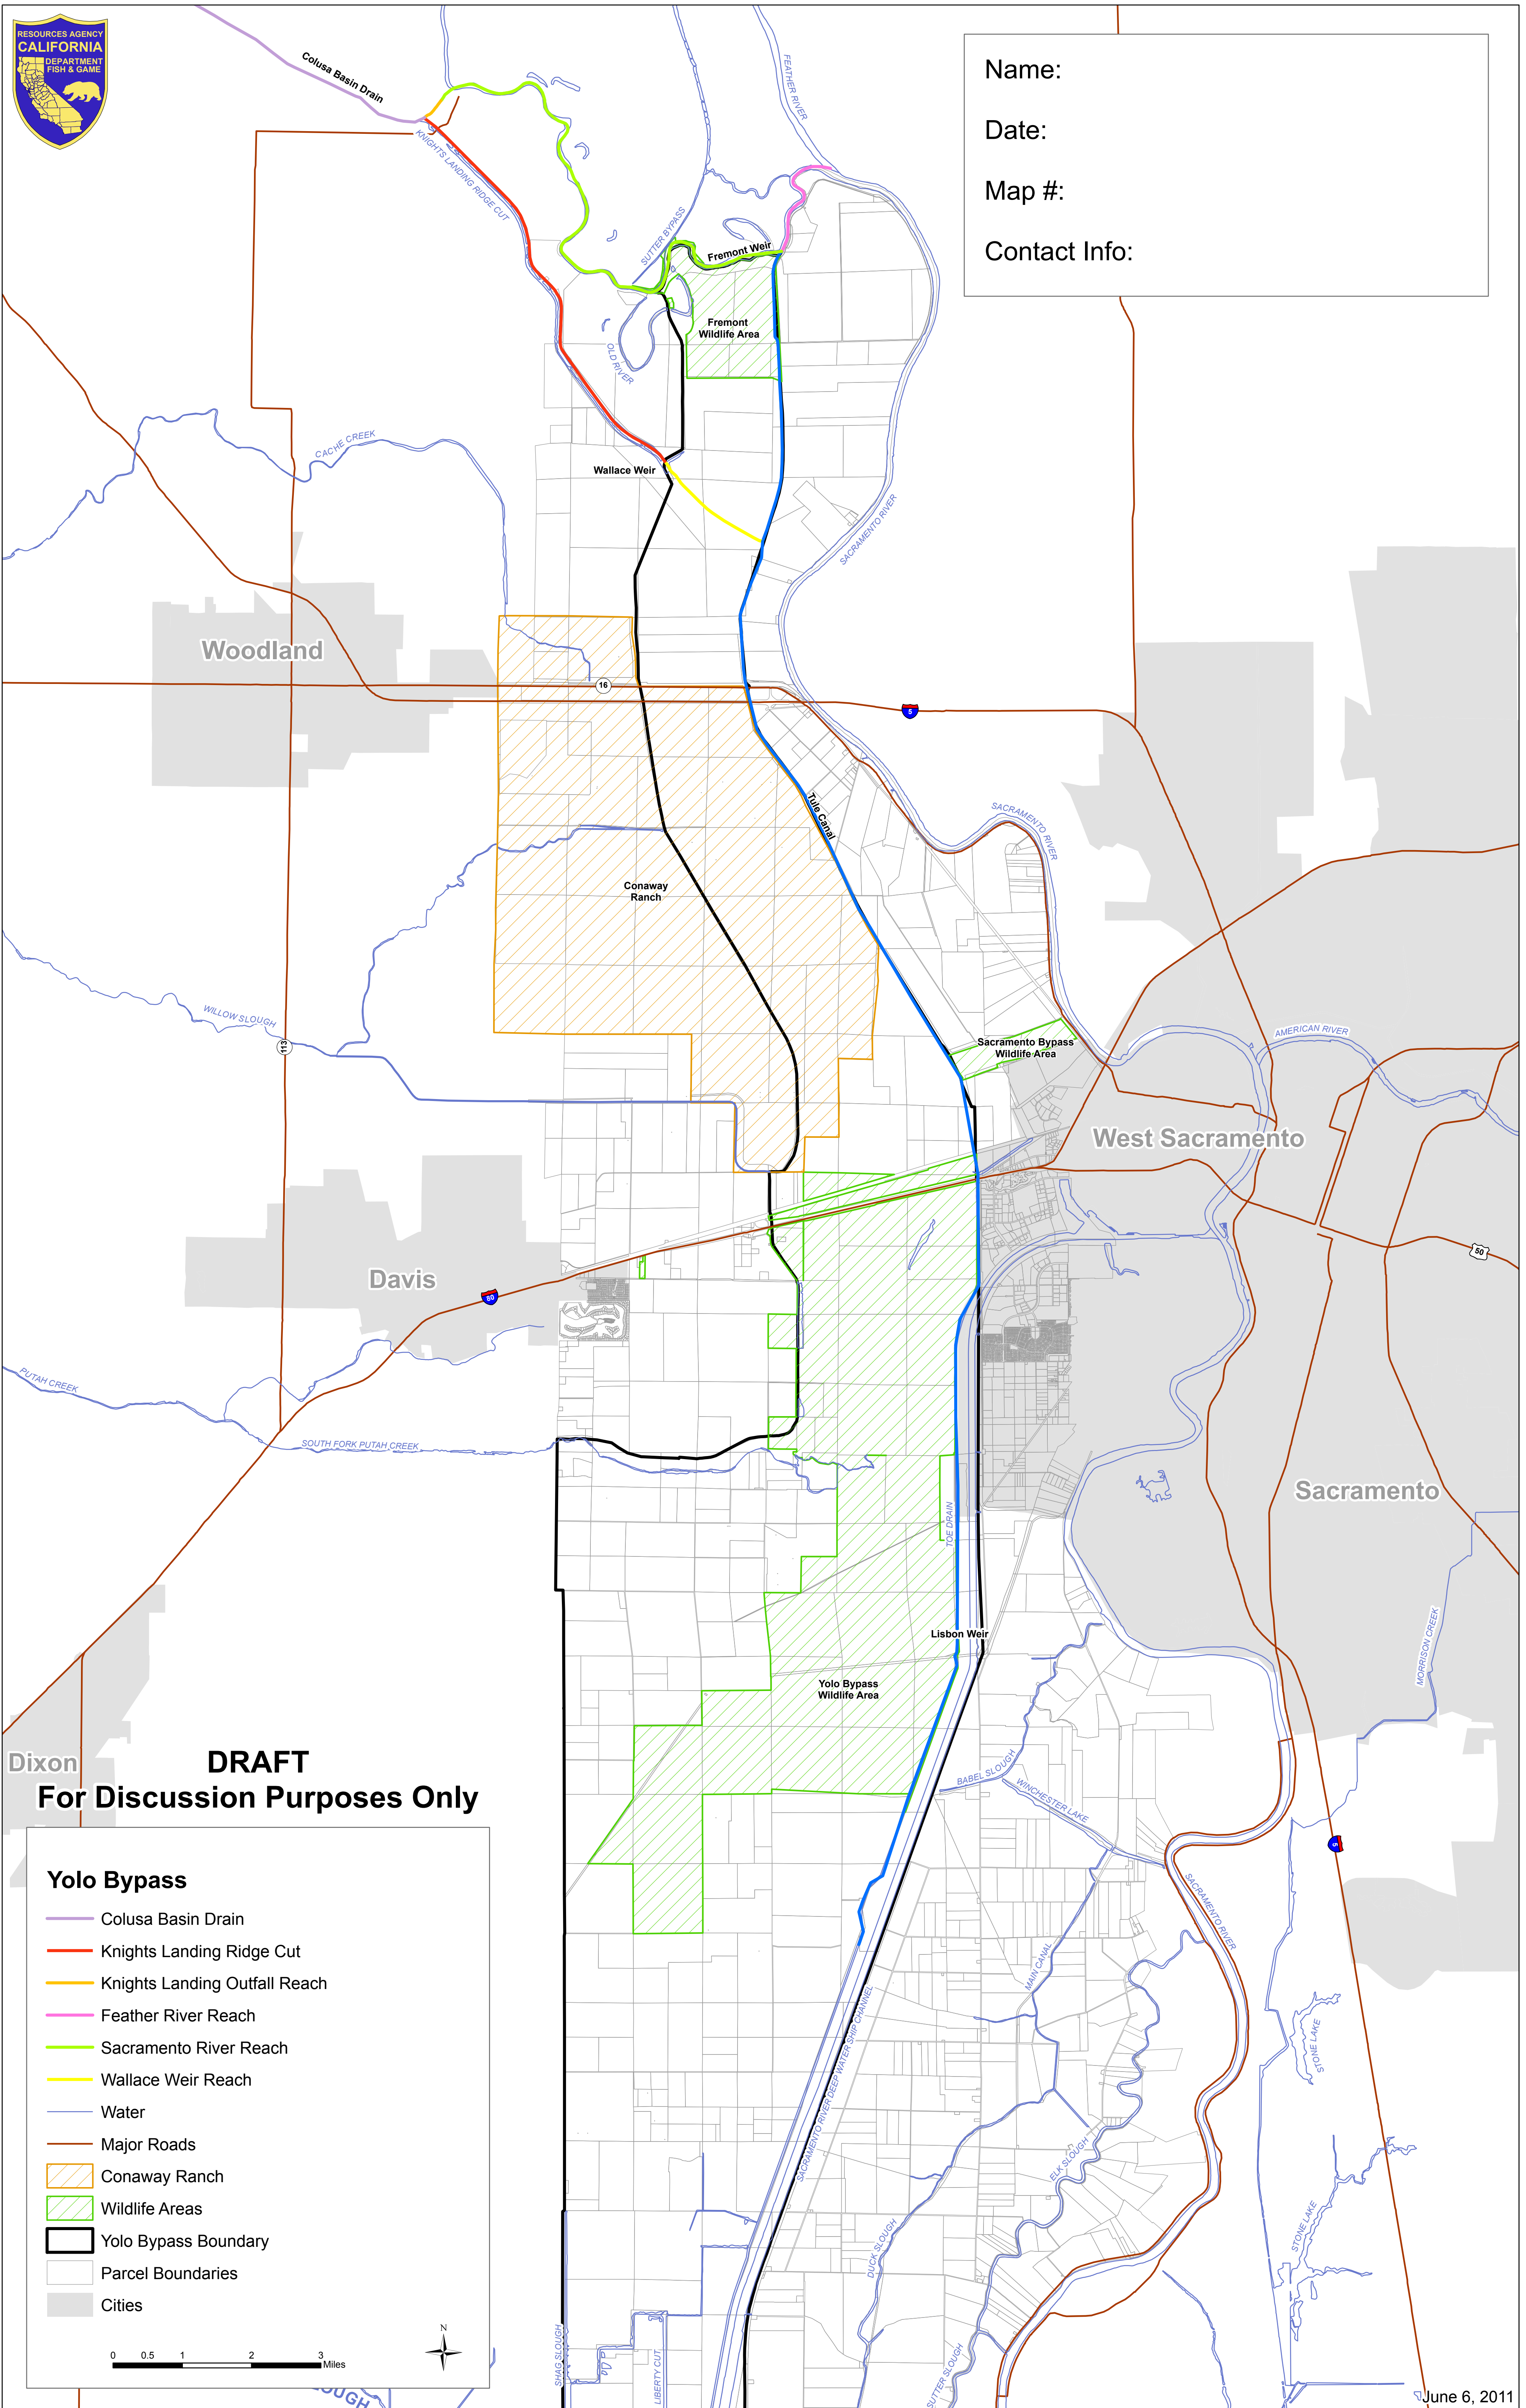 RESOURCES AGENCY
CALIFORNIA
DEPARTMENT
FISH & GAME
Colusa Basin Drain
KNIGHTS LANDING RIDGE CUT
FEATHER RIVER
Name:
Date:
Map #:
Contact Info:
SUTTER BYPASS
Fremont Weir
Fremont
Wildlife Area
OLD RIVER
CACHE CREEK
Wallace Weir
SACRAMENTO RIVER
Woodland
16
5
Tule Canal
SACRAMENTO RIVER
Conaway
Ranch
WILLOW SLOUGH
113
Sacramento Bypass
Wildlife Area
AMERICAN RIVER
West Sacramento
50
Davis
80
PUTAH CREEK
SOUTH FORK PUTAH CREEK
Sacramento
TOE DRAIN
Lisbon Weir
MORRISON CREEK
Yolo Bypass
Wildlife Area
Dixon
DRAFT
For Discussion Purposes Only
BABEL SLOUGH
WINCHESTER LAKE
5
SACRAMENTO RIVER
MAIN CANAL
SACRAMENTO RIVER DEEP WATER SHIP CHANNEL
STONE LAKE
ELK SLOUGH
STONE LAKE
DUCK SLOUGH
SHAG SLOUGH
LIBERTY CUT
SUTTER SLOUGH
Yolo Bypass
Colusa Basin Drain
Knights Landing Ridge Cut
Knights Landing Outfall Reach
Feather River Reach
Sacramento River Reach
Wallace Weir Reach
Water
Major Roads
Conaway Ranch
Wildlife Areas
Yolo Bypass Boundary
Parcel Boundaries
Cities
N
0 0.5 1 2 3
Miles
June 6, 2011